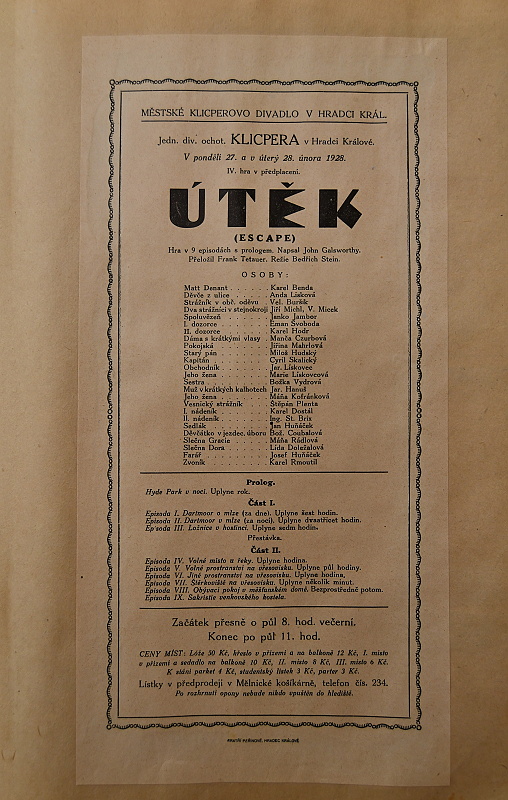 MĚSTSKÉ KLICPEROVO DIVADLO V HRADCI KRÁL.
Jedn. div. ochot. KLICPERA v Hradci Králové.
V pondělí 27. a v úterý 28. února 1928.
IV. hra v předplacení.
ÚTĚK
(ESCAPE)
Hra v 9 episodách s prologem. Napsal John Galsworthy.
Přeložil Frank Tetauer. Režie Bedřich Stein.
OSOBY:
Matt Denant . . . . . . Karel Benda
Děvče z ulice . . . . . Anda Lísková
Strážník v obč. oděvu . Vel. Buršík
Dva strážníci v stejnokroji Jiří Michl, V. Micek
Spoluvězeň . . . . . . Janko Jambor
I. dozorce . . . . . . Eman Svoboda
II. dozorce . . . . . . Karel Hodr
Dáma s krátkými vlasy . Manča Czurbová
Pokojská . . . . . . . Jiřina Mahrlová
Starý pán . . . . . . . Miloš Hudský
Kapitán . . . . . . . Cyril Skalický
Obchodník . . . . . . Jar. Lískovec
Jeho žena . . . . . . . Marie Lískovcová
Sestra . . . . . . . . Božka Vydrová
Muž v krátkých kalhotech Jar. Hanuš
Jeho žena . . . . . . . Máňa Kofránková
Vesnický strážník . . . Štěpán Plenta
I. nádeník . . . . . . Karel Dostál
II. nádeník . . . . . . Ing. St. Brix
Sedlák . . . . . . . . Jan Huňáček
Děvčátko v jezdec. úboru Bož. Coubalová
Slečna Gracie . . . . . Máňa Rádlová
Slečna Dora . . . . . . Lida Doležalová
Farář . . . . . . . . Josef Huňáček
Zvoník . . . . . . . . Karel Rmoutil
Prolog.
Hyde Park v noci. Uplyne rok.
Část I.
Episoda I. Dartmoor v mlze (za dne). Uplyne šest hodin.
Episoda II. Dartmoor v mlze (za noci). Uplyne dvaatřicet hodin.
Episoda III. Ložnice v hostinci. Uplyne sedm hodin.
Přestávka.
Část II.
Episoda IV. Volné místo u řeky. Uplyne hodina.
Episoda V. Volné prostranství na vřesovisku. Uplyne půl hodiny.
Episoda VI. Jiné prostranství na vřesovisku. Uplyne hodina.
Episoda VII. Štěrkoviště na vřesovisku. Uplyne několik minut.
Episoda VIII. Obývací pokoj v měšťanském domě. Bezprostředně potom.
Episoda IX. Sakristie venkovského kostela.
Začátek přesně o půl 8. hod. večerní.
Konec po půl 11. hod.
CENY MÍST: Lóže 50 Kč, křeslo v přízemí a na balkoně 12 Kč, I. místo
v přízemí a sedadlo na balkoně 10 Kč, II. místo 8 Kč, III. místo 6 Kč.
K stání parket 4 Kč, studentský lístek 3 Kč, parter 3 Kč.
Lístky v předprodeji v Mělnické košíkárně, telefon čís. 234.
Po rozhrnutí opony nebude nikdo vpuštěn do hlediště.
BRATŘI PEŘINOVÉ, HRADEC KRÁLOVÉ.